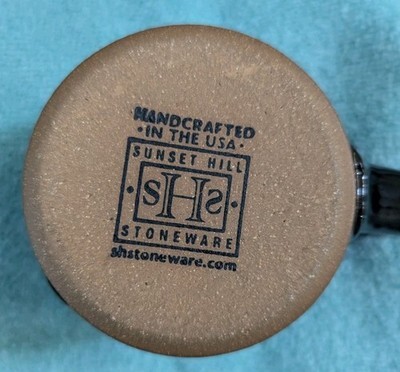 HANDCRAFTED
• IN THE USA •
SUNSET HILL
• SHS •
STONEWARE
shstoneware.com